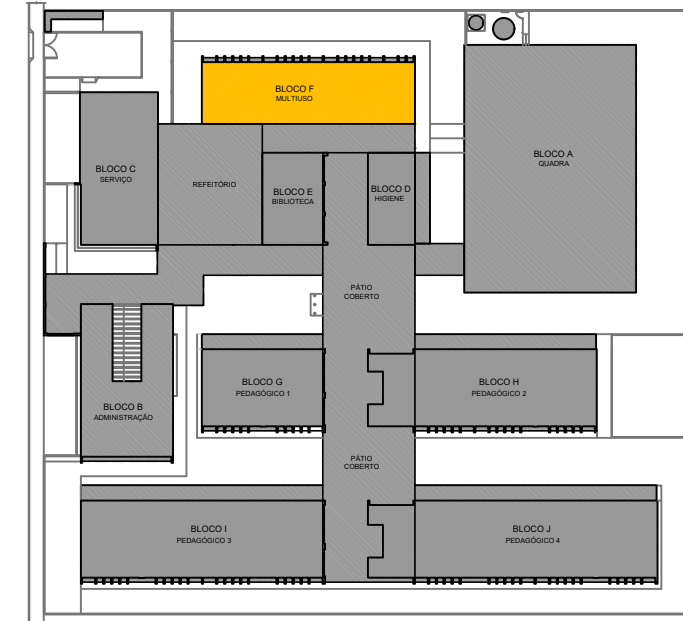 BLOCO F
MULTIUSO
BLOCO A
QUADRA
BLOCO C
SERVIÇO
REFEITÓRIO
BLOCO E
BIBLIOTECA
BLOCO D
HIGIENE
PÁTIO
COBERTO
BLOCO G
PEDAGÓGICO 1
BLOCO H
PEDAGÓGICO 2
BLOCO B
ADMINISTRAÇÃO
PÁTIO
COBERTO
BLOCO I
PEDAGÓGICO 3
BLOCO J
PEDAGÓGICO 4